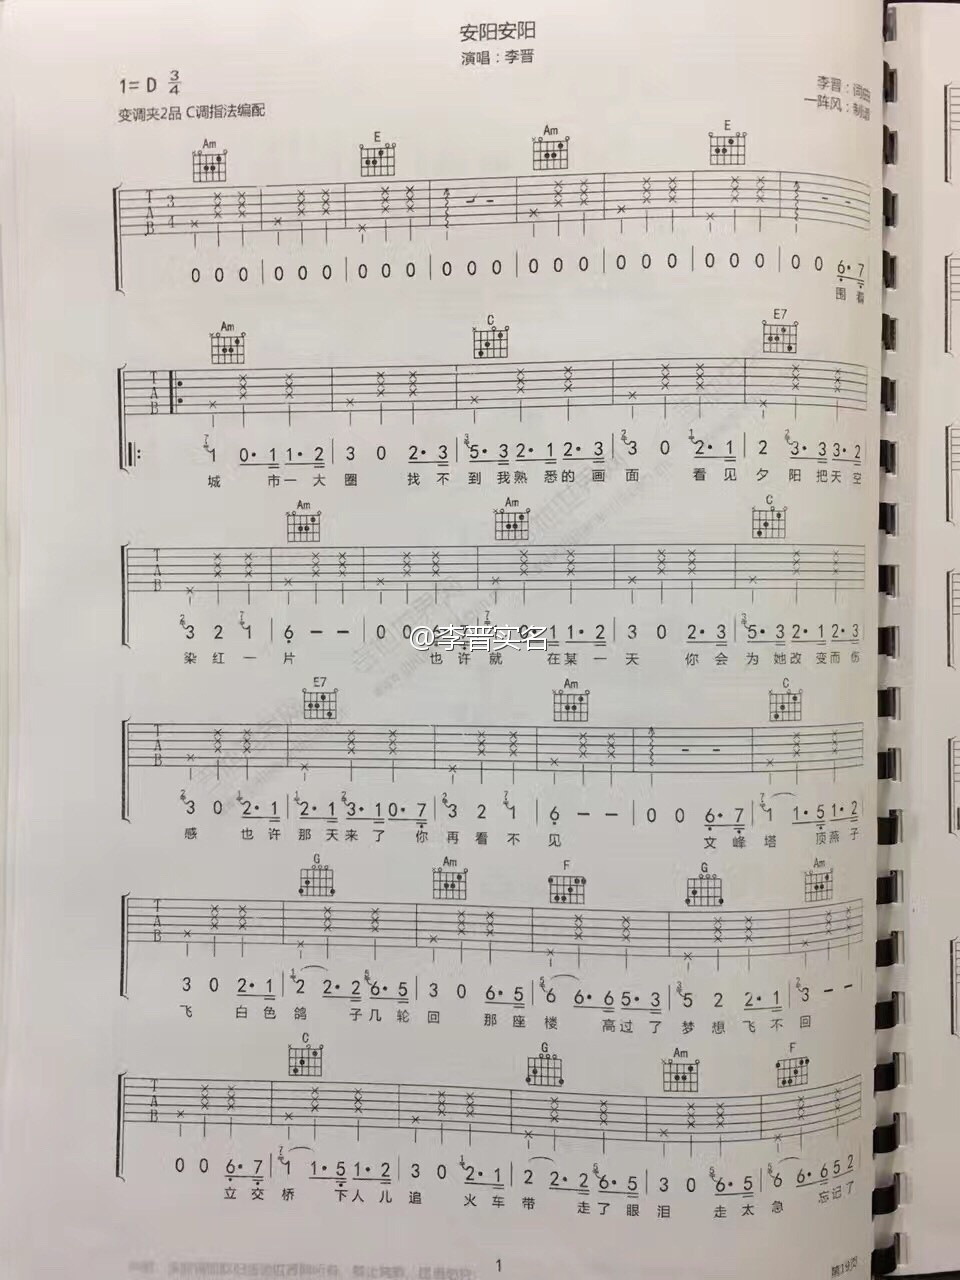 安阳安阳
演唱：李晋
1= D 3/4
李晋：词曲
变调夹2品 C调指法编配
一阵风：制谱
Am E Am E
T A B 3 4
0 0 0 | 0 0 0 | 0 0 0 | 0 0 0 | 0 0 0 | 0 0 0 | 0 0 0 | 0 0 6· 7
围着
Am C E7
T A B
1 0· 1 1· 2 | 3 0 2· 3 | 5· 3 2· 1 2· 3 | 3 0 2· 1 | 2 3· 3 3· 2
城 市一大圈 找不到我熟悉的画面 看见夕阳把天空
Am Am C
T A B
3 2 1 | 6 - - | 0 0 6· 7 | 1 0· 1 1· 2 | 3 0 2· 3 | 5· 3 2· 1 2· 3
@李晋实名
染红一片 也许就 在某一天 你会为她改变而伤
E7 Am C
T A B
3 0 2· 1 | 2· 1 3· 1 0· 7 | 3 2 1 | 6 - - | 0 0 6· 7 | 1 1· 5 1· 2
感 也许那天来了 你再看不见 文峰塔 顶燕子
G Am F G Am
T A B
3 0 2· 1 | 2 2· 2 6· 5 | 3 0 6· 5 | 6 6· 6 5· 3 | 5 2 2· 1 | 3 - -
飞 白色鸽 子几轮回 那座楼 高过了梦想飞不回
C G Am F
T A B
0 0 6· 7 | 1 1· 5 1· 2 | 3 0 2· 1 | 2 2· 2 6· 5 | 3 0 6· 5 | 6 6· 6 5 2
立交桥 下人儿追 火车带 走了眼泪 走太急 忘记了
1
第19页